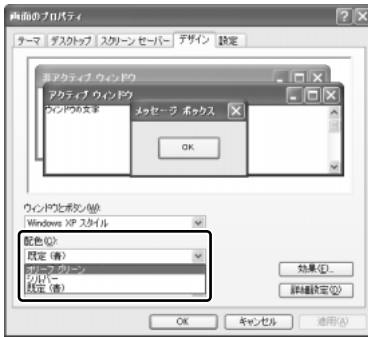 画面のプロパティ
テーマ デスクトップ スクリーン セーバー デザイン 設定
非アクティブ ウィンドウ
アクティブ ウィンドウ
ウィンドウの文字
メッセージ ボックス
OK
ウィンドウとボタン(W):
Windows XP スタイル
配色(C):
既定 (青)
オリーブ グリーン
シルバー
既定 (青)
効果(E)...
詳細設定(D)
OK キャンセル 適用(A)